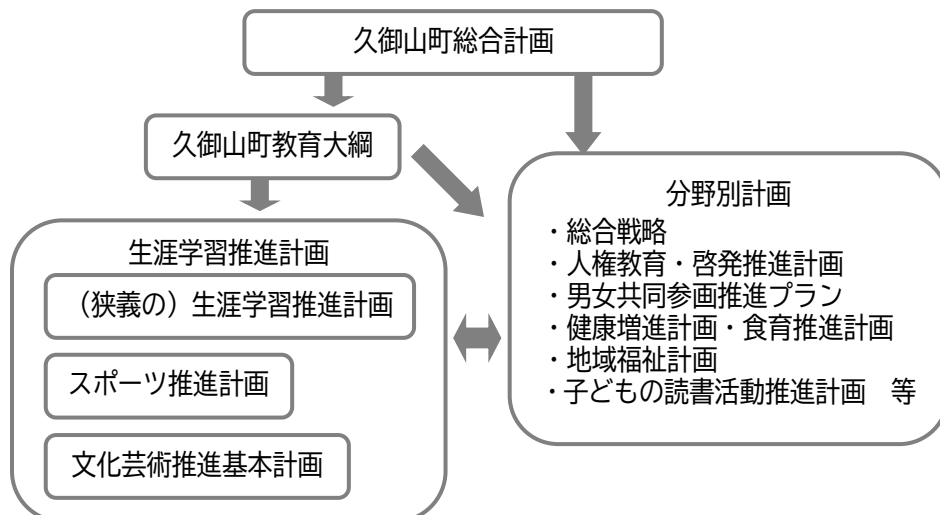 久御山町総合計画
久御山町教育大綱
生涯学習推進計画
（狭義の）生涯学習推進計画
スポーツ推進計画
文化芸術推進基本計画
分野別計画
・総合戦略
・人権教育・啓発推進計画
・男女共同参画推進プラン
・健康増進計画・食育推進計画
・地域福祉計画
・子どもの読書活動推進計画　等